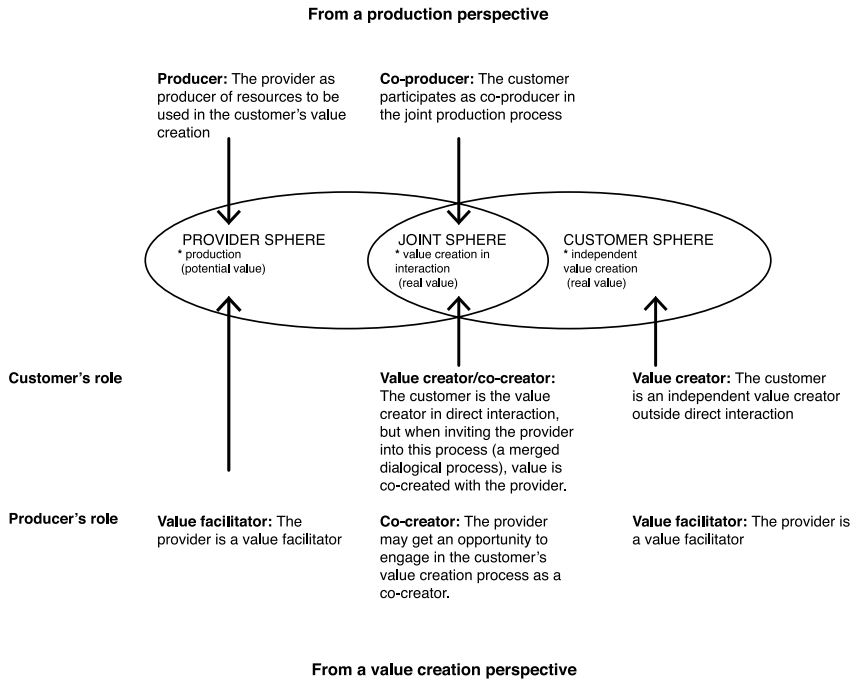 From a production perspective
Producer: The provider as
producer of resources to be
used in the customer's value
creation
Co-producer: The customer
participates as co-producer in
the joint production process
PROVIDER SPHERE
* production
(potential value)
JOINT SPHERE
* value creation in
interaction
(real value)
CUSTOMER SPHERE
* independent
value creation
(real value)
Customer's role
Value creator/co-creator:
The customer is the value
creator in direct interaction,
but when inviting the provider
into this process (a merged
dialogical process), value is
co-created with the provider.
Value creator: The customer
is an independent value creator
outside direct interaction
Producer's role
Value facilitator: The
provider is a value facilitator
Co-creator: The provider
may get an opportunity to
engage in the customer's
value creation process as a
co-creator.
Value facilitator: The provider is
a value facilitator
From a value creation perspective